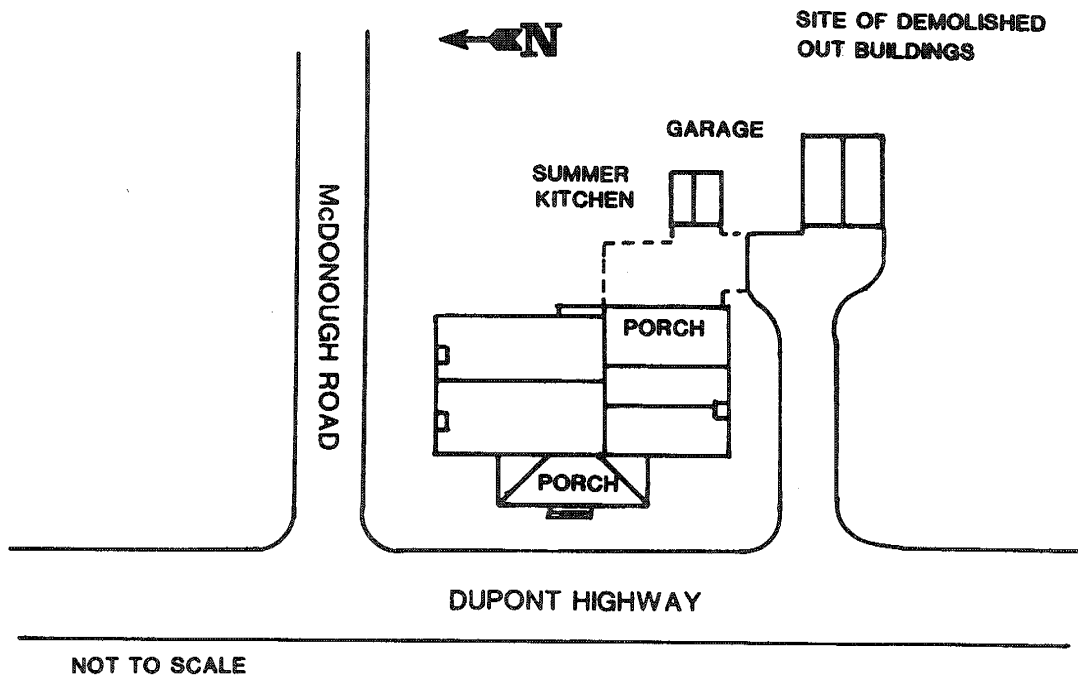 N
SITE OF DEMOLISHED
OUT BUILDINGS
GARAGE
SUMMER
KITCHEN
McDONOUGH ROAD
PORCH
PORCH
DUPONT HIGHWAY
NOT TO SCALE